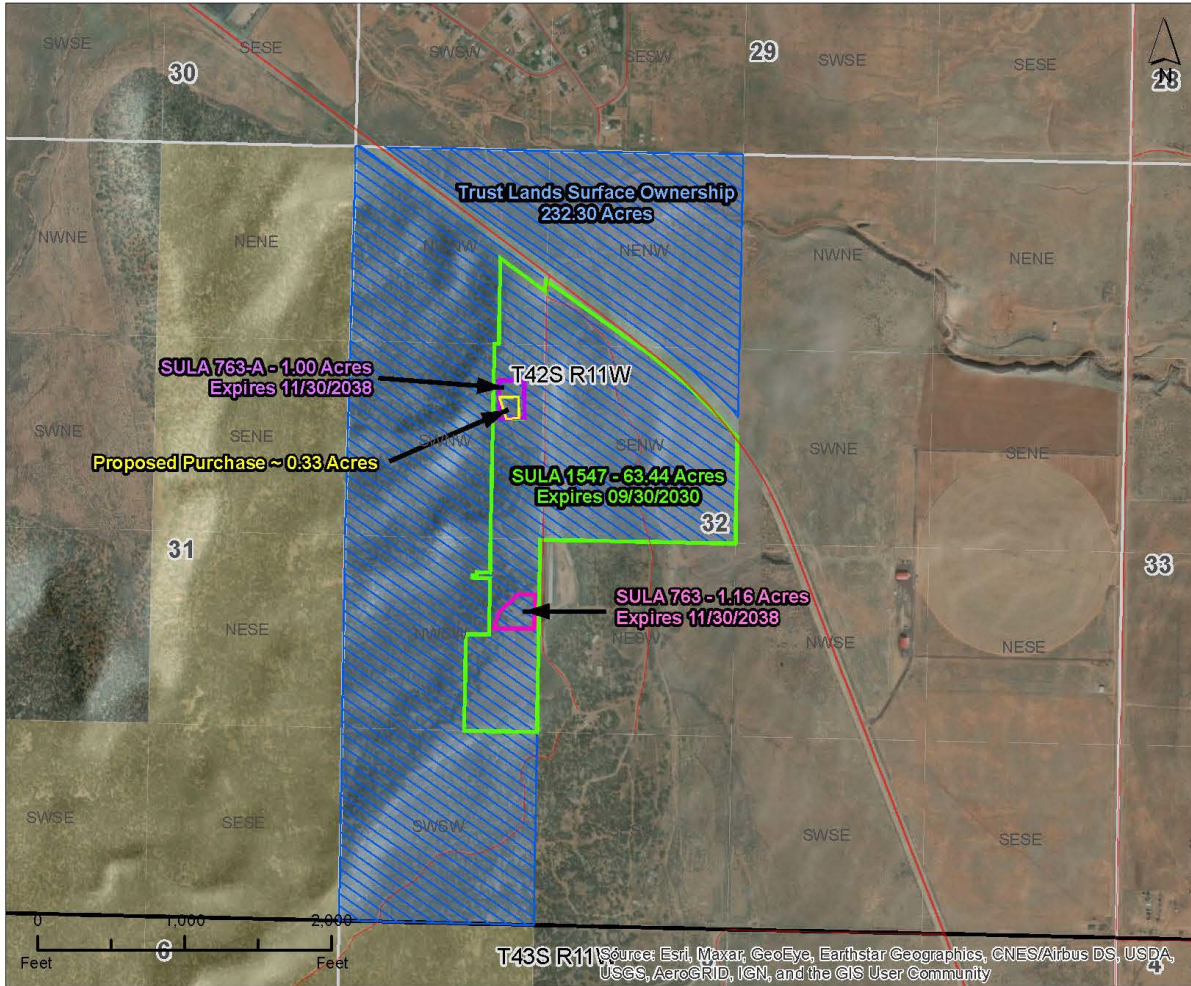 SWSE
SESE
SWSW
SESW
29
SWSE
SESE
30
N
28
Trust Lands Surface Ownership
232.30 Acres
NWNE
NENE
NWNW
NENW
NWNE
NENE
SULA 763-A - 1.00 Acres
Expires 11/30/2038
T42S R11W
SWNE
SENE
SWNW
SENW
SWNE
SENE
Proposed Purchase ~ 0.33 Acres
SULA 1547 - 63.44 Acres
Expires 09/30/2030
32
31
33
SULA 763 - 1.16 Acres
Expires 11/30/2038
NESE
NWSW
NESW
NWSE
NESE
SWSE
SESE
SWSW
SWSE
SESE
0
1,000
2,000
Feet
Feet
6
T43S R11W
Source: Esri, Maxar, GeoEye, Earthstar Geographics, CNES/Airbus DS, USDA,
USGS, AeroGRID, IGN, and the GIS User Community
4